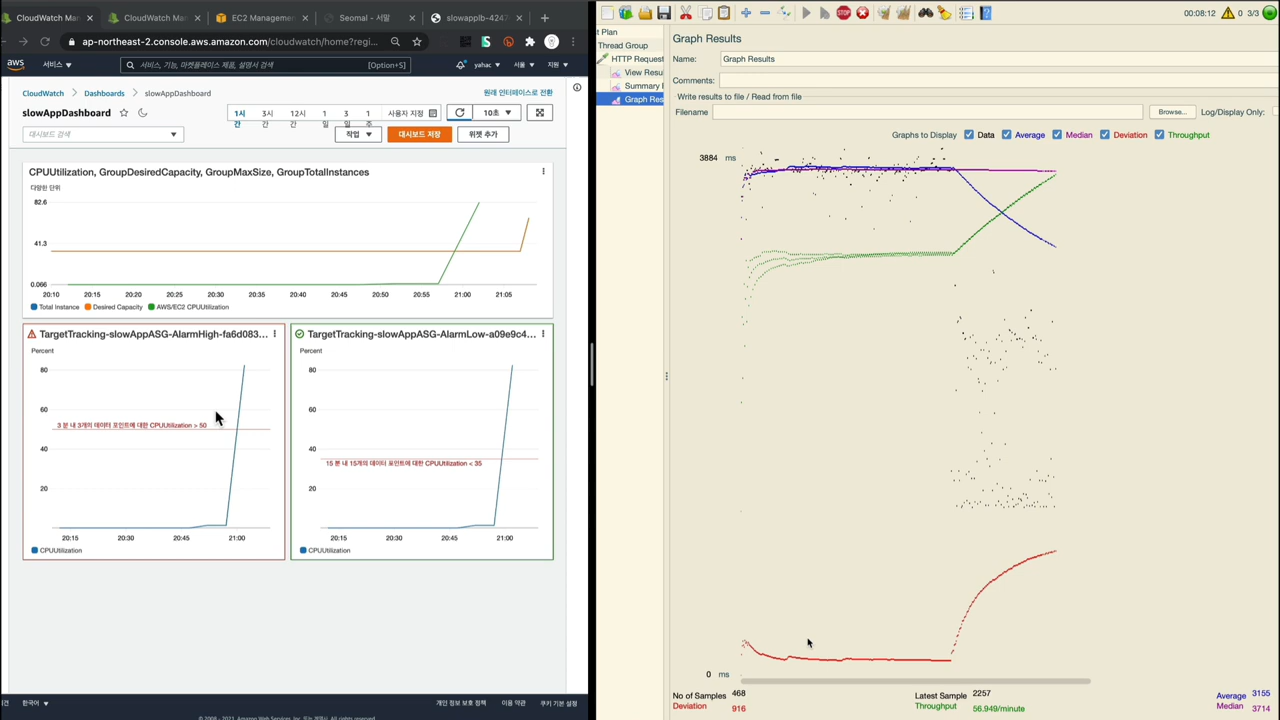 CloudWatch Man
CloudWatch Man
EC2 Management
Seomal - 서말
slowapplb-4247
ap-northeast-2.console.aws.amazon.com/cloudwatch/home?regi...
aws
서비스
서비스, 기능, 마켓플레이스 제품, 설명서 검색
[Option+S]
yahac
서울
지원
CloudWatch
Dashboards
slowAppDashboard
원래 인터페이스로 전환
slowAppDashboard
1시간
3시간
12시간
1일
3일
1주
사용자 지정
10초
대시보드 검색
작업
대시보드 저장
위젯 추가
CPUUtilization, GroupDesiredCapacity, GroupMaxSize, GroupTotalInstances
다양한 단위
82.6
41.3
0.066
20:10 20:15 20:20 20:25 20:30 20:35 20:40 20:45 20:50 20:55 21:00 21:05
Total Instance Desired Capacity AWS/EC2 CPUUtilization
TargetTracking-slowAppASG-AlarmHigh-fa6d083...
Percent
80
60
3 분 내 3개의 데이터 포인트에 대한 CPUUtilization > 50
40
20
20:15 20:30 20:45 21:00
CPUUtilization
TargetTracking-slowAppASG-AlarmLow-a09e9c4...
Percent
80
60
40
15 분 내 15개의 데이터 포인트에 대한 CPUUtilization < 35
20
20:15 20:30 20:45 21:00
CPUUtilization
한국어
개인 정보 보호 정책
이용 약관
쿠키 기본 설정
STOP
00:08:12
0 3/3
t Plan
Thread Group
HTTP Request
View Resu
Summary
Graph Res
Graph Results
Name: Graph Results
Comments:
Write results to file / Read from file
Filename
Browse...
Log/Display Only:
Graphs to Display
Data
Average
Median
Deviation
Throughput
3884 ms
0 ms
No of Samples 468
Latest Sample 2257
Average 3155
Deviation 916
Throughput 56.949/minute
Median 3714